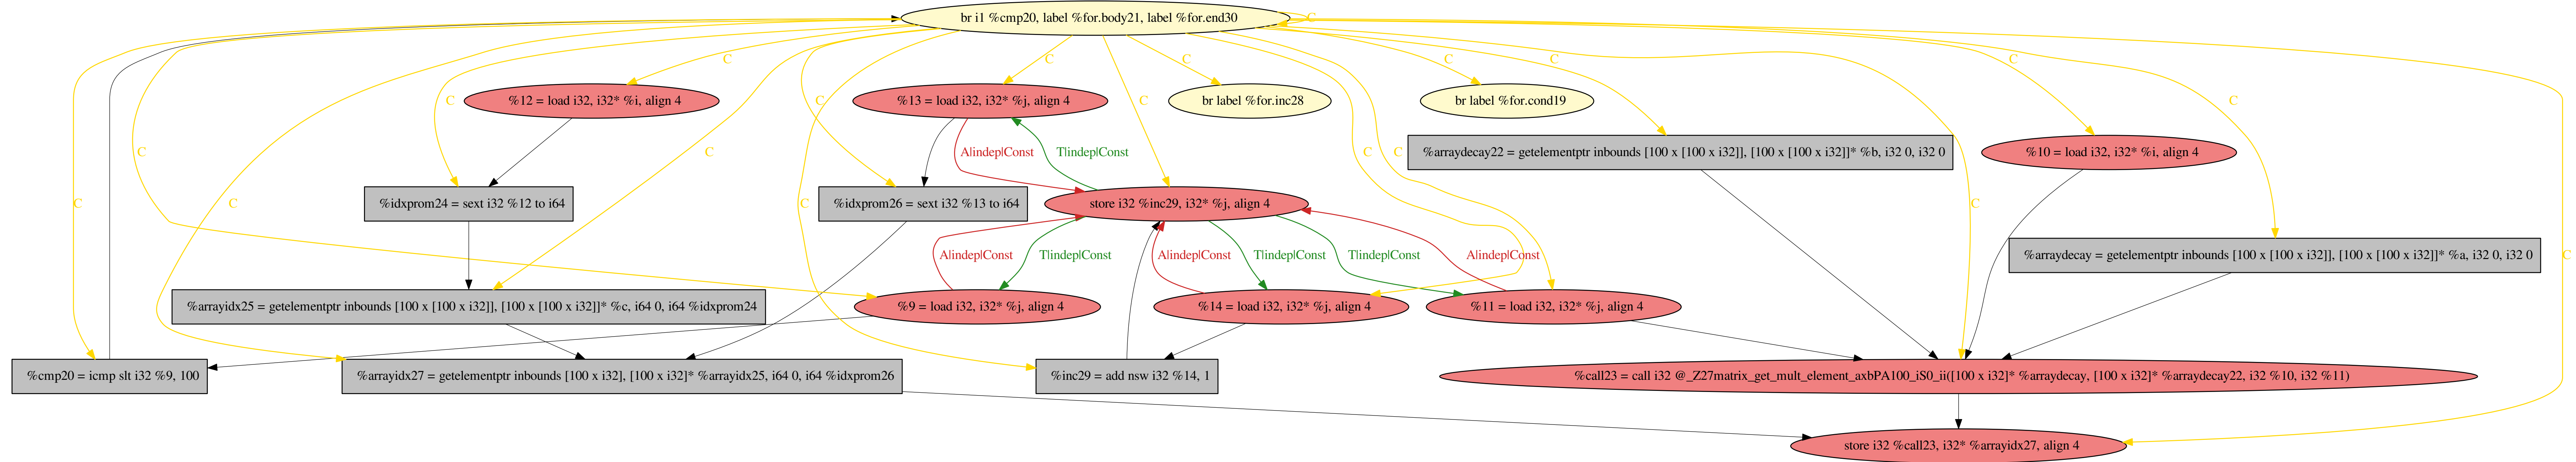 br i1 %cmp20, label %for.body21, label %for.end30
C
C
C
C
C
C
C
%12 = load i32, i32* %i, align 4
%13 = load i32, i32* %j, align 4
br label %for.inc28
br label %for.cond19
C
C
C
C
C
C
A|indep|Const
T|indep|Const
C
C
%arraydecay22 = getelementptr inbounds [100 x [100 x i32]], [100 x [100 x i32]]* %b, i32 0, i32 0
%10 = load i32, i32* %i, align 4
C
%idxprom24 = sext i32 %12 to i64
C
C
%idxprom26 = sext i32 %13 to i64
store i32 %inc29, i32* %j, align 4
C
A|indep|Const
T|indep|Const
A|indep|Const
T|indep|Const
T|indep|Const
A|indep|Const
%arraydecay = getelementptr inbounds [100 x [100 x i32]], [100 x [100 x i32]]* %a, i32 0, i32 0
C
%arrayidx25 = getelementptr inbounds [100 x [100 x i32]], [100 x [100 x i32]]* %c, i64 0, i64 %idxprom24
%9 = load i32, i32* %j, align 4
%14 = load i32, i32* %j, align 4
%11 = load i32, i32* %j, align 4
%cmp20 = icmp slt i32 %9, 100
%arrayidx27 = getelementptr inbounds [100 x i32], [100 x i32]* %arrayidx25, i64 0, i64 %idxprom26
%inc29 = add nsw i32 %14, 1
%call23 = call i32 @_Z27matrix_get_mult_element_axbPA100_iS0_ii([100 x i32]* %arraydecay, [100 x i32]* %arraydecay22, i32 %10, i32 %11)
store i32 %call23, i32* %arrayidx27, align 4